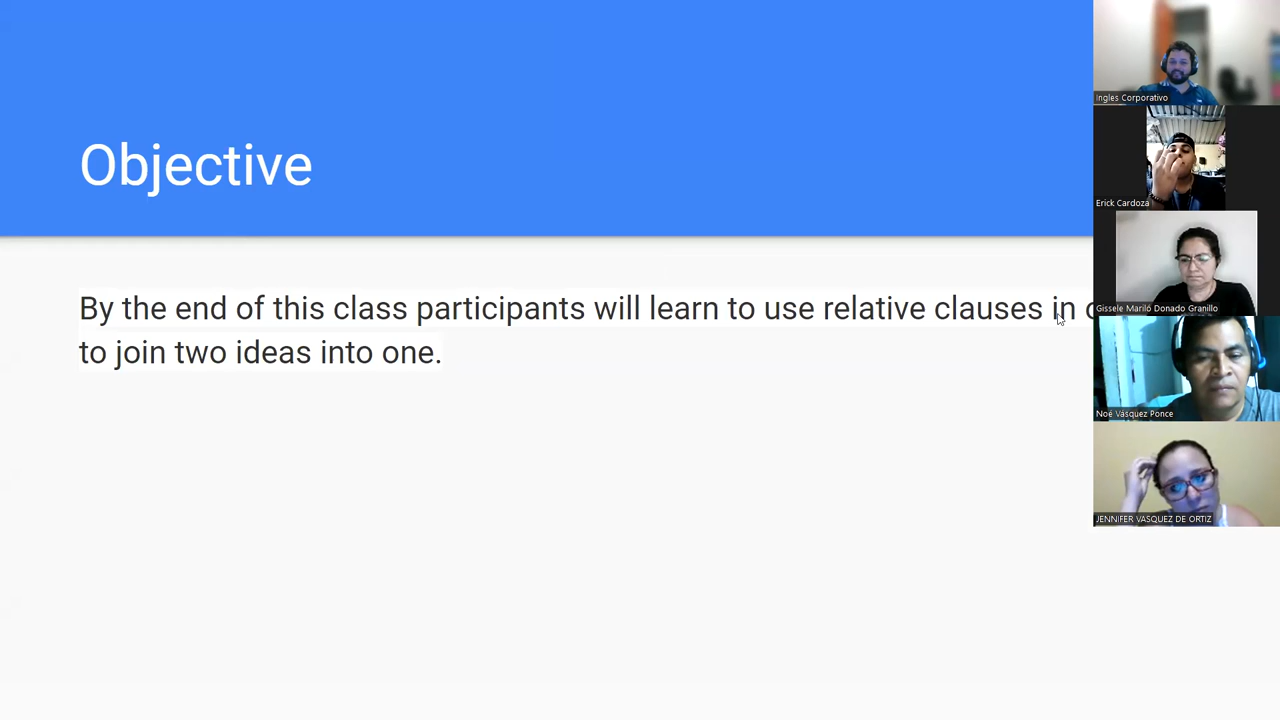 Objective
By the end of this class participants will learn to use relative clauses in
to join two ideas into one.
Ingles Corporativo
Erick Cardoza
Gissele Mariló Donado Granillo
Noé Vásquez Ponce
JENNIFER VASQUEZ DE ORTIZ